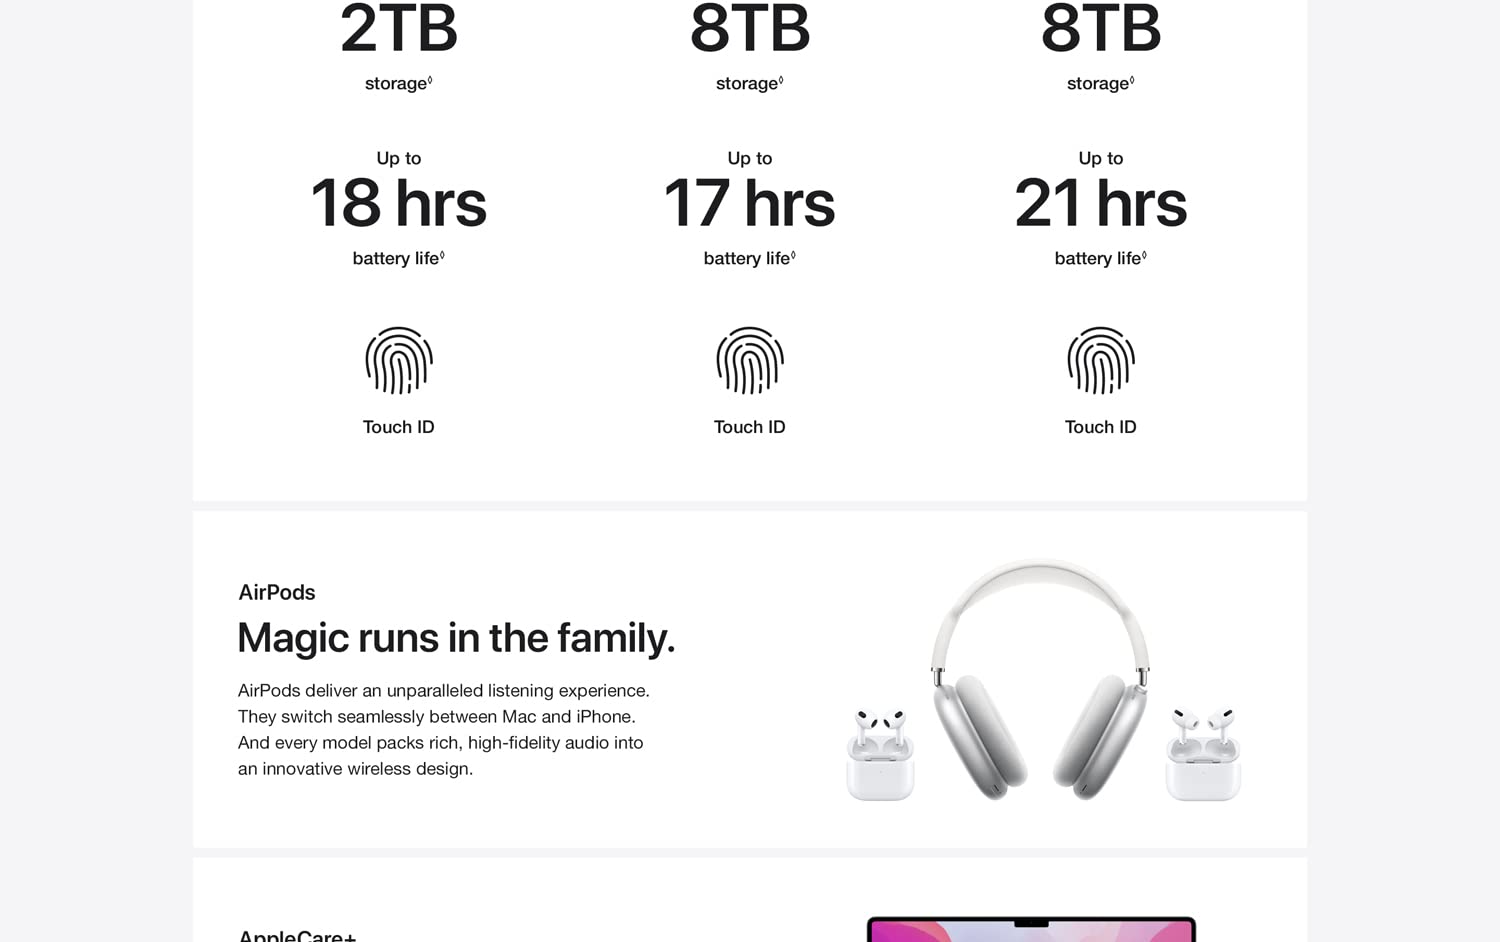 2TB 8TB 8TB
storage◊ storage◊ storage◊
Up to Up to Up to
18 hrs 17 hrs 21 hrs
battery life◊ battery life◊ battery life◊
Touch ID Touch ID Touch ID
AirPods
Magic runs in the family.
AirPods deliver an unparalleled listening experience.
They switch seamlessly between Mac and iPhone.
And every model packs rich, high-fidelity audio into
an innovative wireless design.
AppleCare+